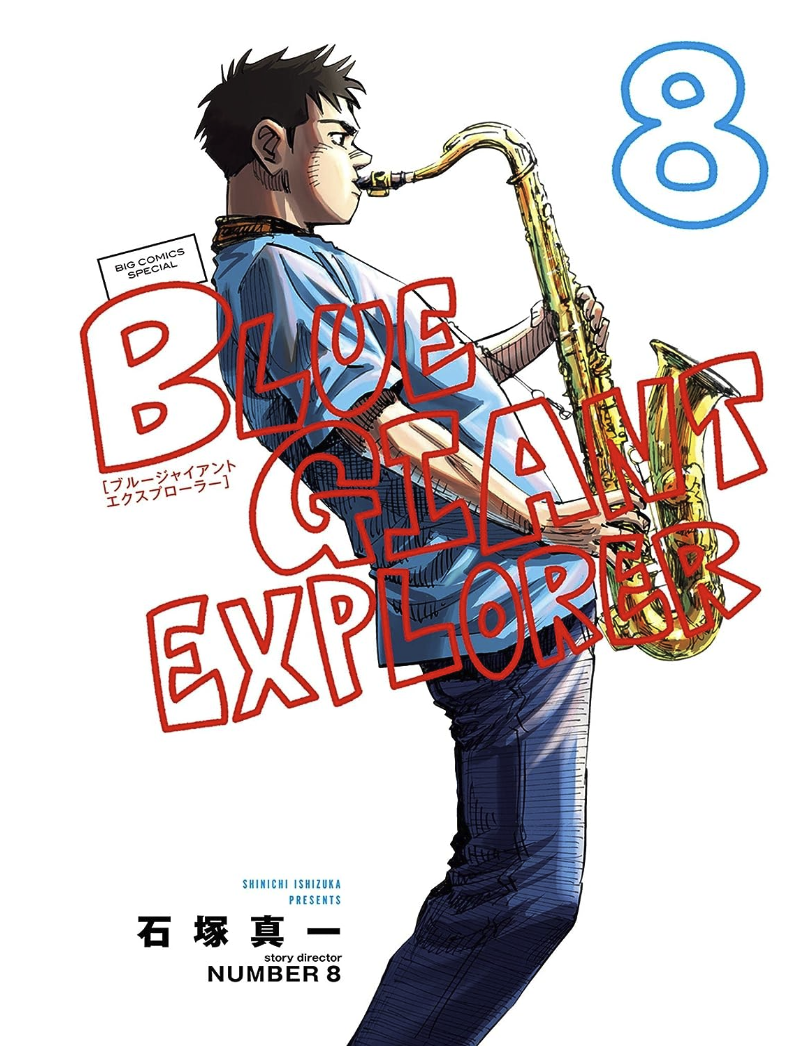 8
BIG COMICS
SPECIAL
BLUE
GIANT
[ブルージャイアント
エクスプローラー]
EXPLORER
SHINICHI ISHIZUKA
PRESENTS
石塚真一
story director
NUMBER 8